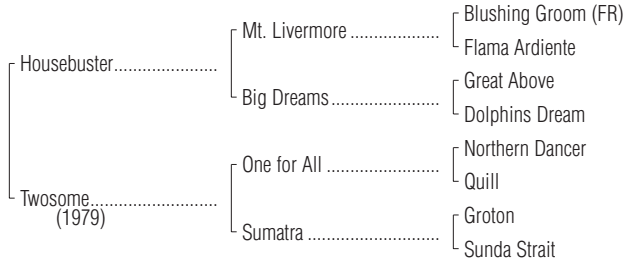 Blushing Groom (FR)
Mt. Livermore
Flama Ardiente
Housebuster
Great Above
Big Dreams
Dolphins Dream
Northern Dancer
One for All
Quill
Twosome
(1979)
Groton
Sumatra
Sunda Strait